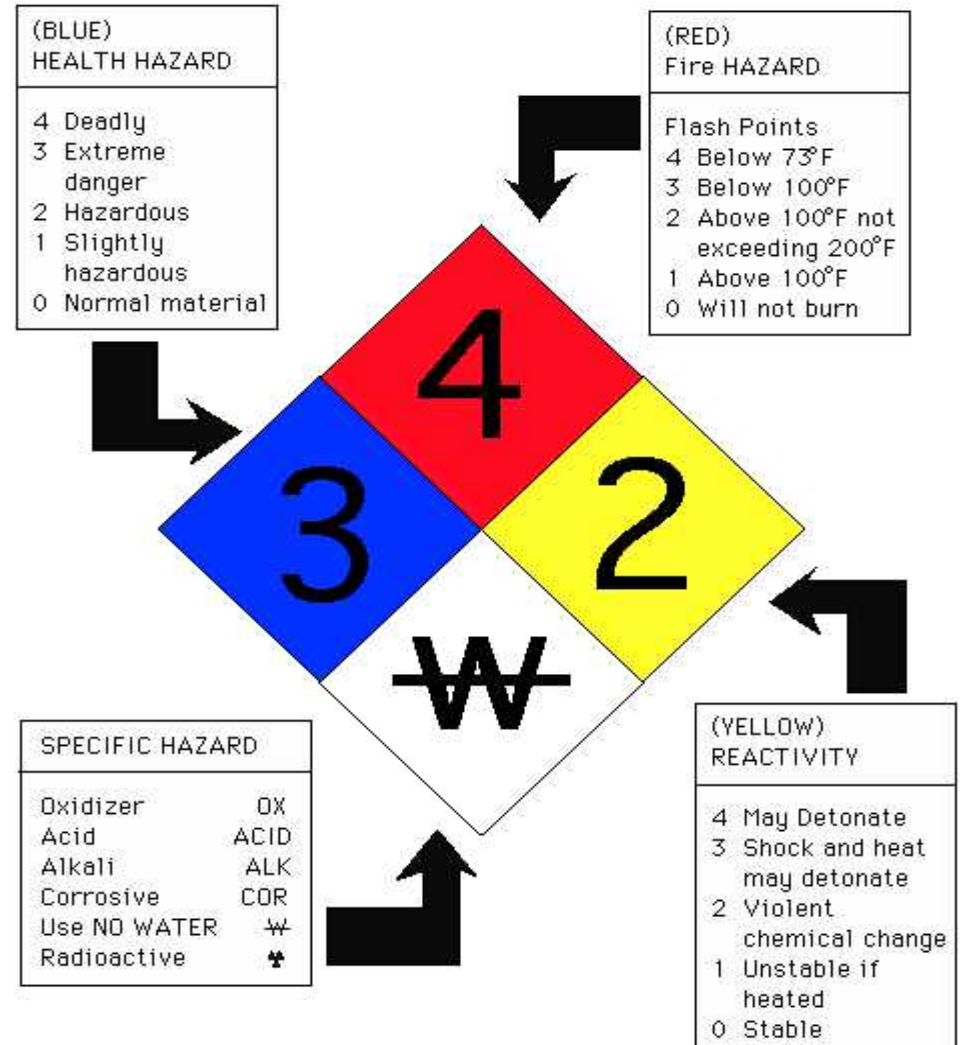 (BLUE)
HEALTH HAZARD
4 Deadly
3 Extreme
danger
2 Hazardous
1 Slightly
hazardous
0 Normal material
(RED)
Fire HAZARD
Flash Points
4 Below 73°F
3 Below 100°F
2 Above 100°F not
exceeding 200°F
1 Above 100°F
0 Will not burn
4
3
2
W
SPECIFIC HAZARD
Oxidizer OX
Acid ACID
Alkali ALK
Corrosive COR
Use NO WATER W
Radioactive
(YELLOW)
REACTIVITY
4 May Detonate
3 Shock and heat
may detonate
2 Violent
chemical change
1 Unstable if
heated
0 Stable